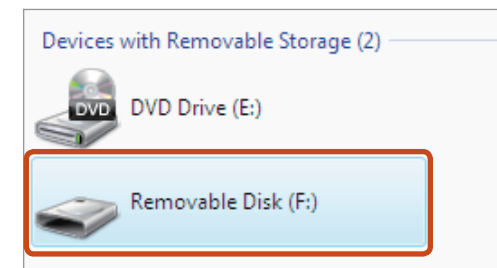 Devices with Removable Storage (2)
DVD
DVD Drive (E:)
Removable Disk (F:)